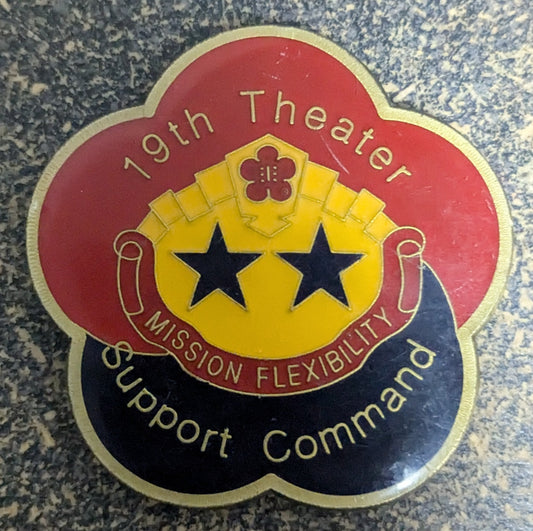 19th Theater
MISSION FLEXIBILITY
Support Command